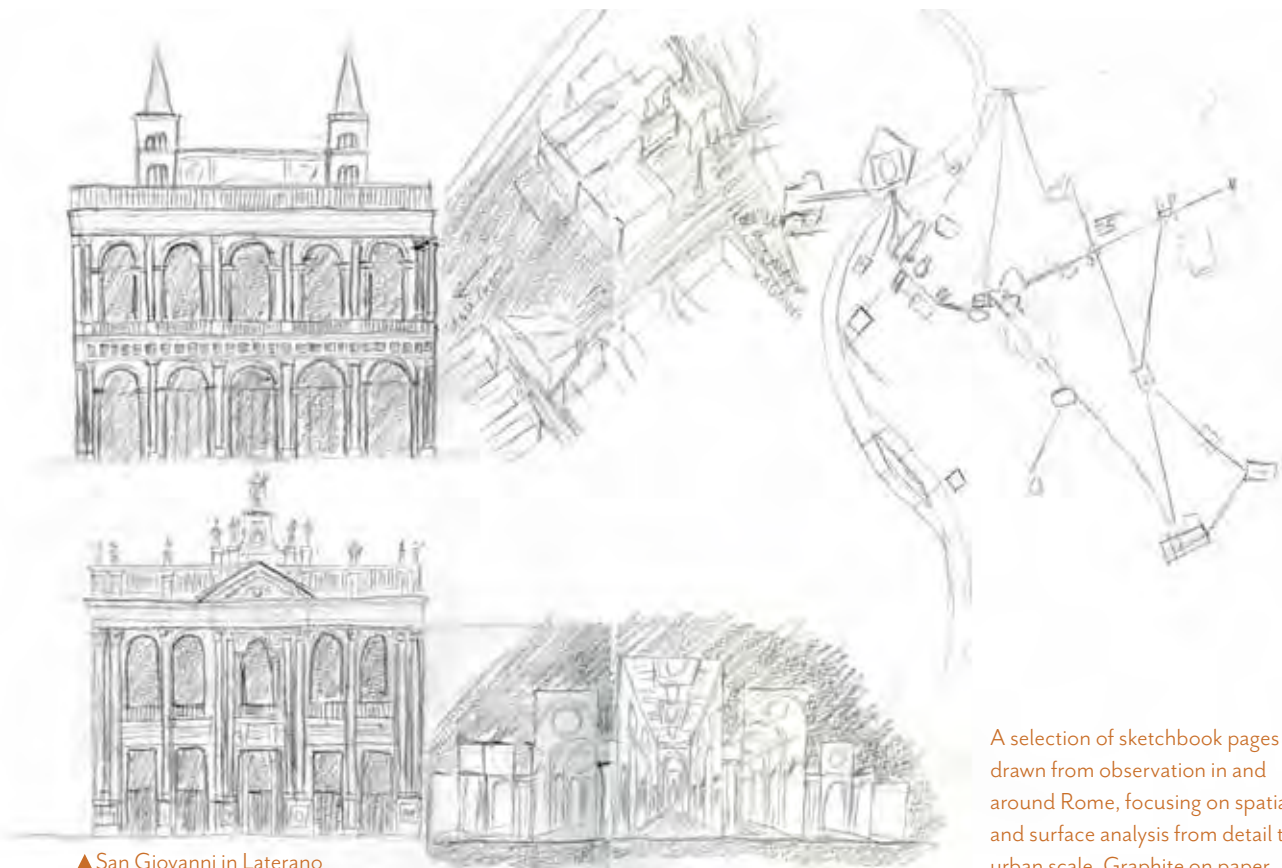 ▲San Giovanni in Laterano
A selection of sketchbook pages
drawn from observation in and
around Rome, focusing on spatia
and surface analysis from detail t
urban scale. Graphite on paper